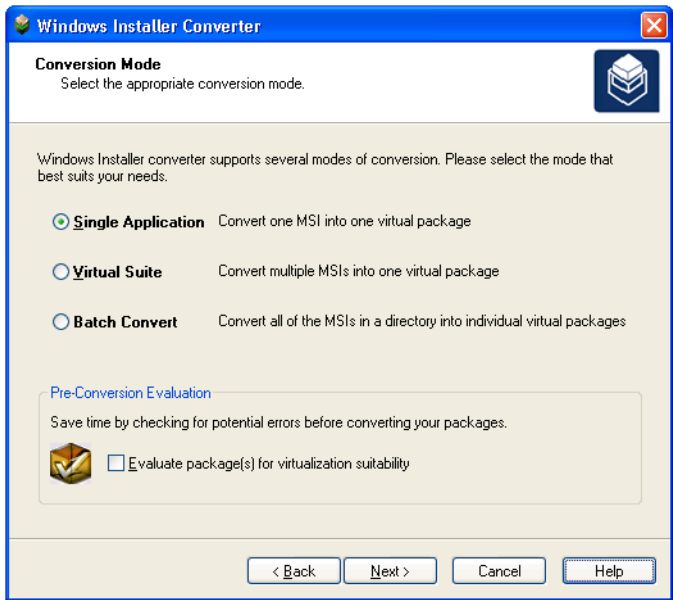 Windows Installer Converter
Conversion Mode
Select the appropriate conversion mode.
Windows Installer converter supports several modes of conversion. Please select the mode that
best suits your needs.
Single Application Convert one MSI into one virtual package
Virtual Suite Convert multiple MSIs into one virtual package
Batch Convert Convert all of the MSIs in a directory into individual virtual packages
Pre-Conversion Evaluation
Save time by checking for potential errors before converting your packages.
Evaluate package(s) for virtualization suitability
< Back Next > Cancel Help